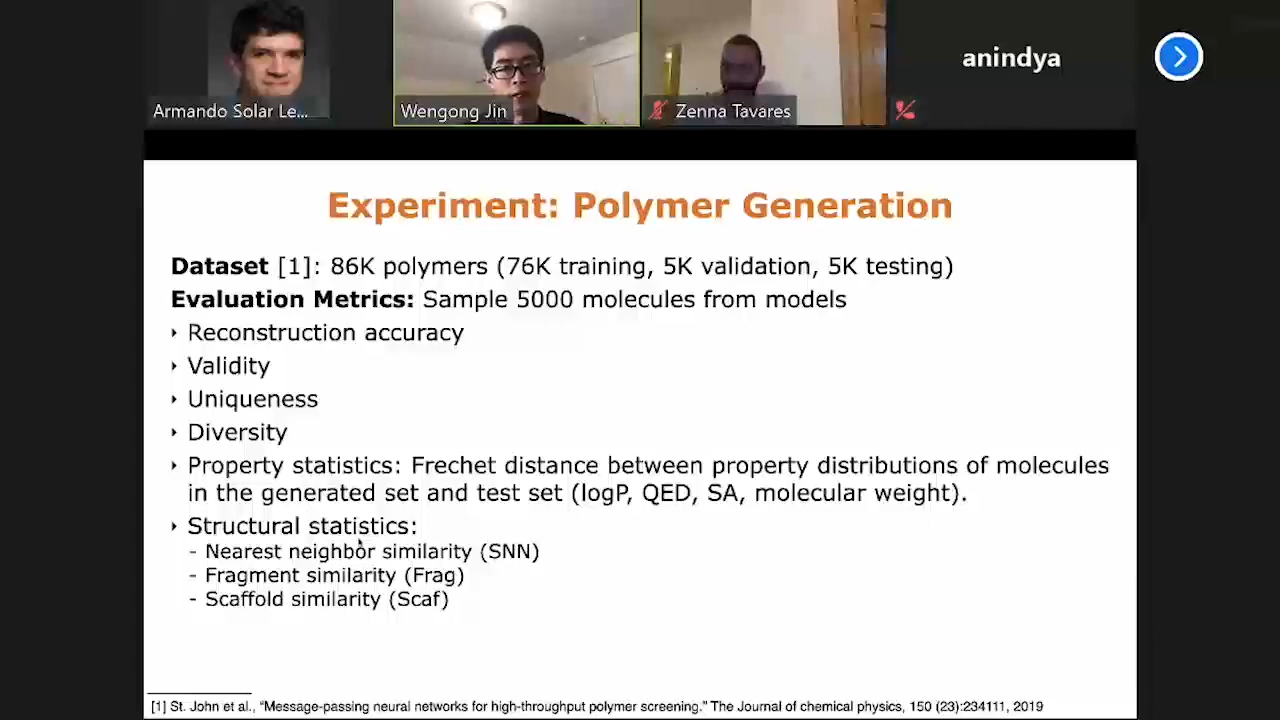 Armando Solar Le...
Wengong Jin
Zenna Tavares
anindya
Experiment: Polymer Generation
Dataset [1]: 86K polymers (76K training, 5K validation, 5K testing)
Evaluation Metrics: Sample 5000 molecules from models
‣ Reconstruction accuracy
‣ Validity
‣ Uniqueness
‣ Diversity
‣ Property statistics: Frechet distance between property distributions of molecules
in the generated set and test set (logP, QED, SA, molecular weight).
‣ Structural statistics:
- Nearest neighbor similarity (SNN)
- Fragment similarity (Frag)
- Scaffold similarity (Scaf)
[1] St. John et al., “Message-passing neural networks for high-throughput polymer screening.” The Journal of chemical physics, 150 (23):234111, 2019